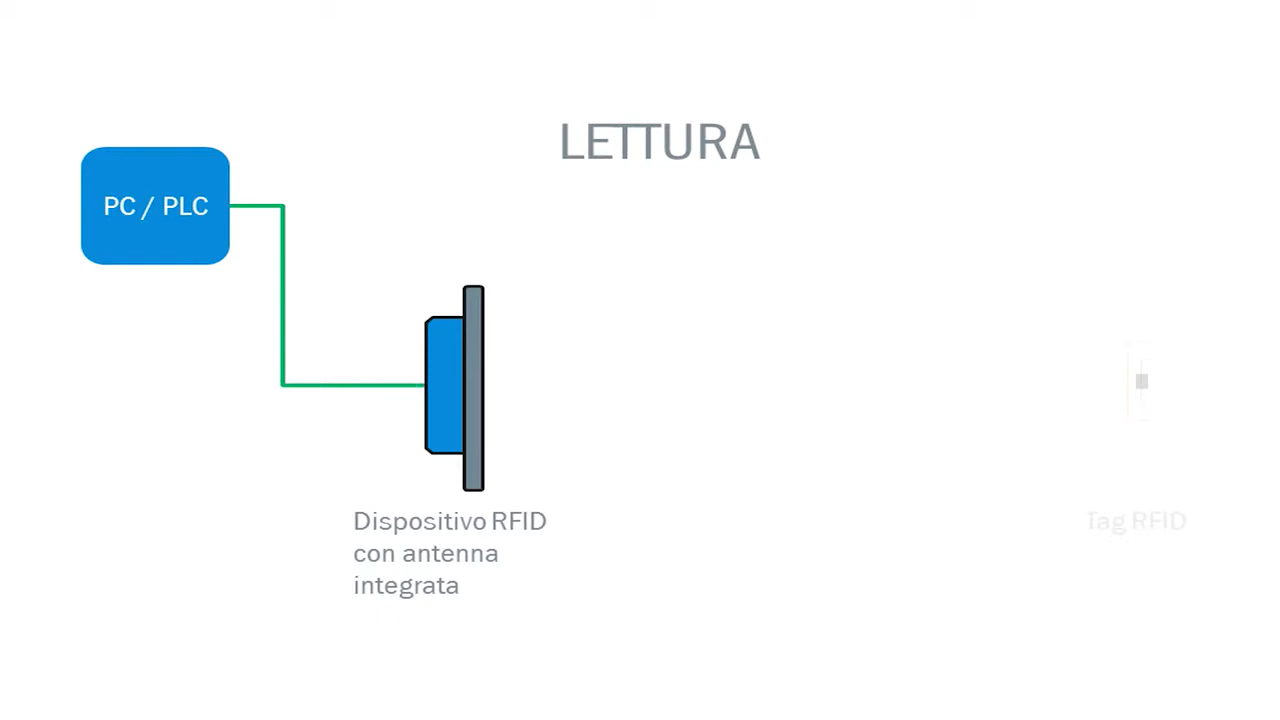 LETTURA
PC / PLC
Dispositivo RFID
con antenna
integrata
Tag RFID